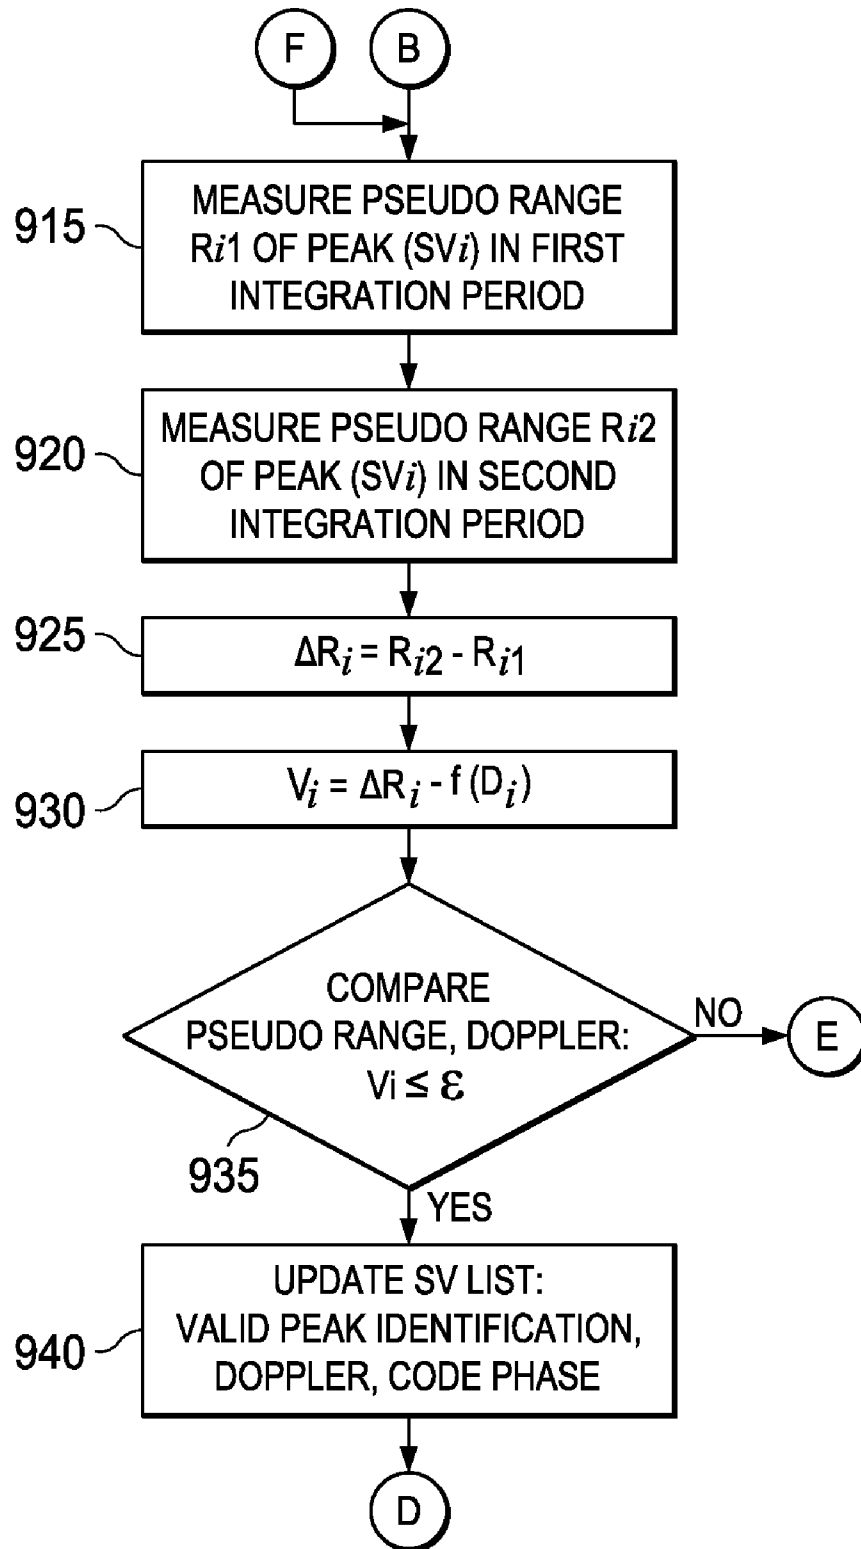 F B
915
MEASURE PSEUDO RANGE
Ri1 OF PEAK (SVi) IN FIRST
INTEGRATION PERIOD
920
MEASURE PSEUDO RANGE Ri2
OF PEAK (SVi) IN SECOND
INTEGRATION PERIOD
925
ΔRi = Ri2 - Ri1
930
Vi = ΔRi - f (Di)
COMPARE
PSEUDO RANGE, DOPPLER:
Vi ≤ ε
NO
E
935
YES
940
UPDATE SV LIST:
VALID PEAK IDENTIFICATION,
DOPPLER, CODE PHASE
D